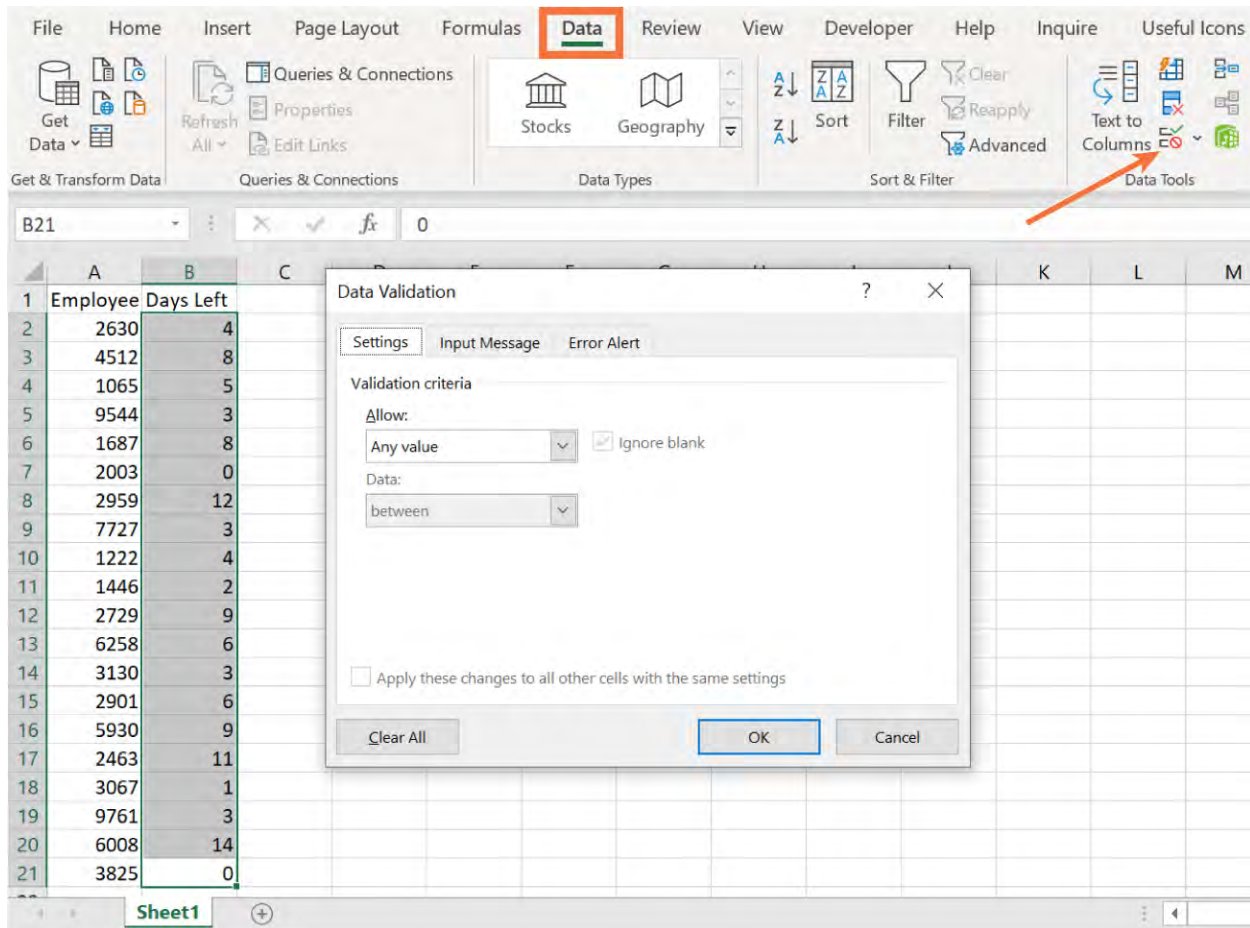 File Home Insert Page Layout Formulas Data Review View Developer Help Inquire Useful Icons
Get Data
Refresh All
Queries & Connections
Properties
Edit Links
Stocks
Geography
Sort
Filter
Clear
Reapply
Advanced
Text to Columns
Get & Transform Data Queries & Connections Data Types Sort & Filter Data Tools
B21 fx 0
A B C K L M
1 Employee Days Left
2 2630 4
3 4512 8
4 1065 5
5 9544 3
6 1687 8
7 2003 0
8 2959 12
9 7727 3
10 1222 4
11 1446 2
12 2729 9
13 6258 6
14 3130 3
15 2901 6
16 5930 9
17 2463 11
18 3067 1
19 9761 3
20 6008 14
21 3825 0
Data Validation ?
Settings Input Message Error Alert
Validation criteria
Allow:
Any value Ignore blank
Data:
between
Apply these changes to all other cells with the same settings
Clear All OK Cancel
Sheet1